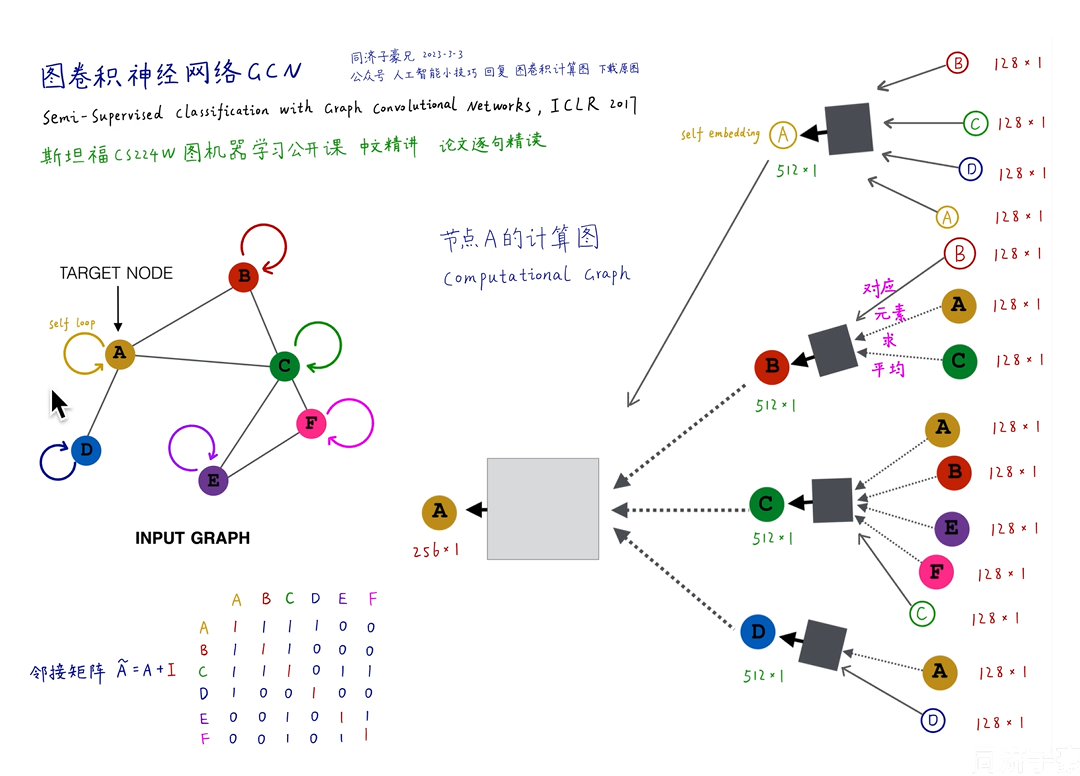 图卷积神经网络GCN
同济子豪兄 2023-3-3
公众号 人工智能小技巧 回复 图卷积计算图 下载原图
Semi-Supervised Classification with Graph Convolutional Networks, ICLR 2017
斯坦福CS224W图机器学习公开课 中文精讲 论文逐句精读
节点A的计算图
Computational Graph
TARGET NODE
self loop
A
B
C
D
E
F
INPUT GRAPH
邻接矩阵 Ã=A+I
A B C D E F
A 1 1 1 1 0 0
B 1 1 1 0 0 0
C 1 1 1 0 1 1
D 1 0 0 1 0 0
E 0 0 1 0 1 1
F 0 0 1 0 1 1
A
256×1
self embedding A
512×1
B 128×1
C 128×1
D 128×1
A 128×1
B
512×1
对应
元素
求
平均
B 128×1
A 128×1
C 128×1
C
512×1
A 128×1
B 128×1
E 128×1
F 128×1
C 128×1
D
512×1
A 128×1
D 128×1